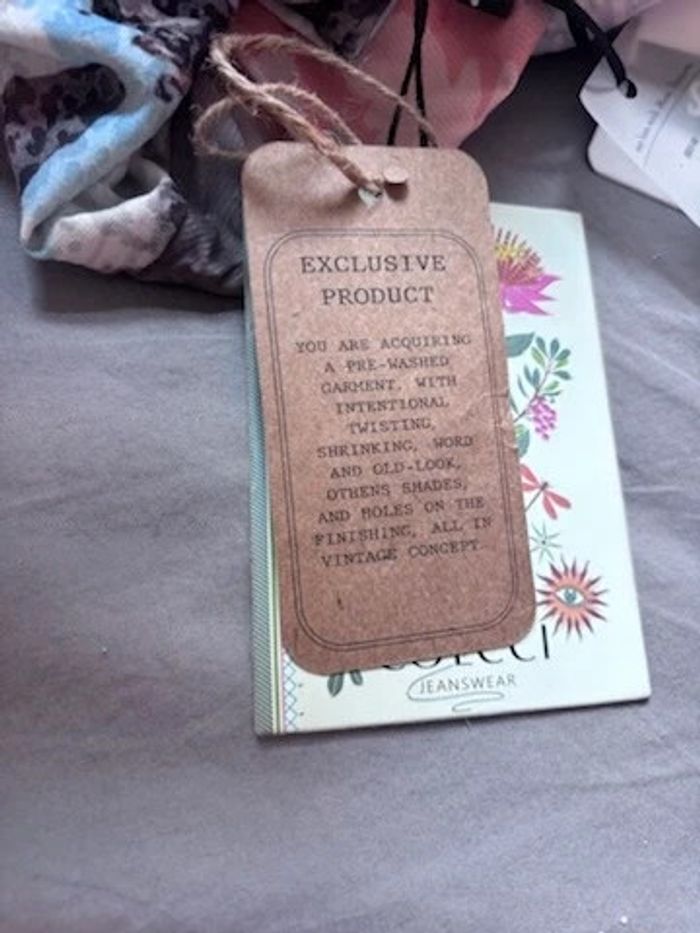 EXCLUSIVE
PRODUCT
YOU ARE ACQUIRING
A PRE-WASHED
GARMENT, WITH
INTENTIONAL
TWISTING,
SHRINKING, WORD
AND OLD-LOOK,
OTHENS SHADES,
AND HOLES ON THE
FINISHING, ALL IN
VINTAGE CONCEPT.
JEANSWEAR